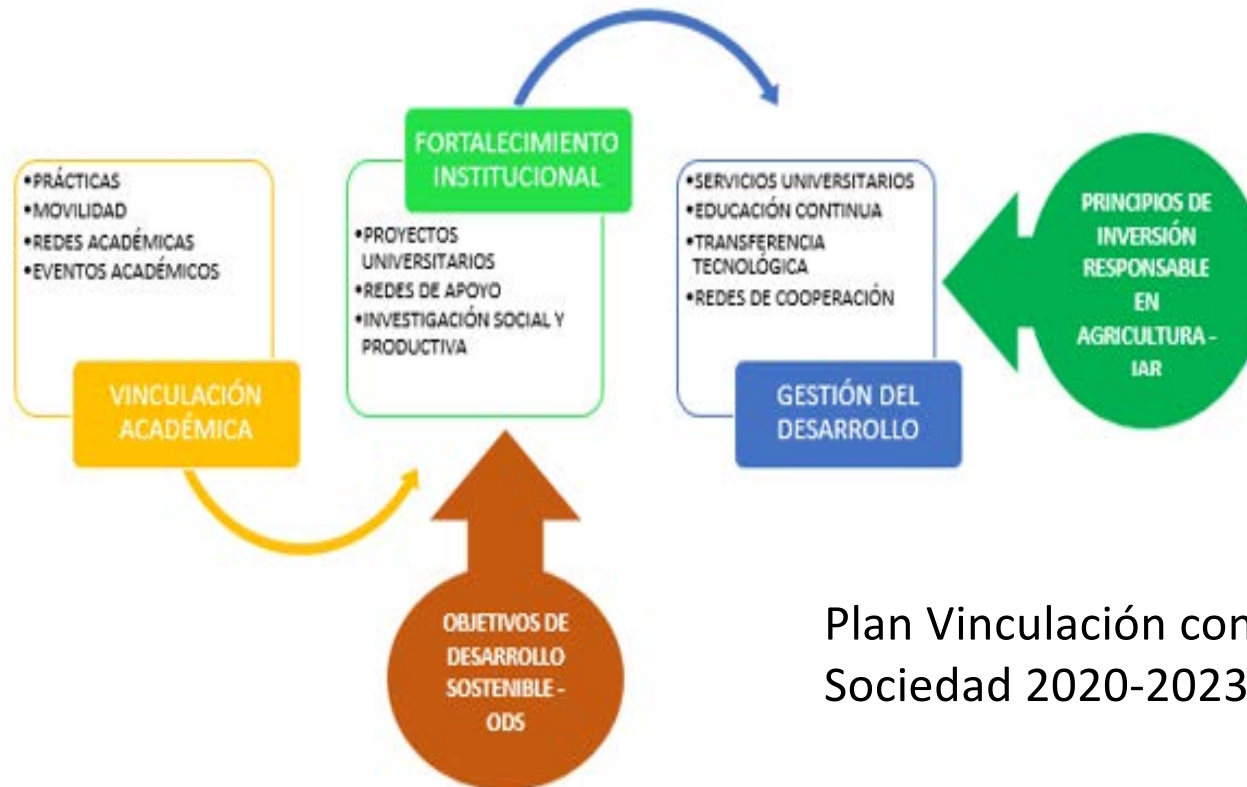 •PRÁCTICAS
•MOVILIDAD
•REDES ACADÉMICAS
•EVENTOS ACADÉMICOS
VINCULACIÓN
ACADÉMICA
FORTALECIMIENTO
INSTITUCIONAL
•PROYECTOS
UNIVERSITARIOS
•REDES DE APOYO
•INVESTIGACIÓN SOCIAL Y
PRODUCTIVA
•SERVICIOS UNIVERSITARIOS
•EDUCACIÓN CONTINUA
•TRANSFERENCIA
TECNOLÓGICA
•REDES DE COOPERACIÓN
GESTIÓN DEL
DESARROLLO
PRINCIPIOS DE
INVERSIÓN
RESPONSABLE
EN
AGRICULTURA -
IAR
OBJETIVOS DE
DESARROLLO
SOSTENIBLE -
ODS
Plan Vinculación con
Sociedad 2020-2023